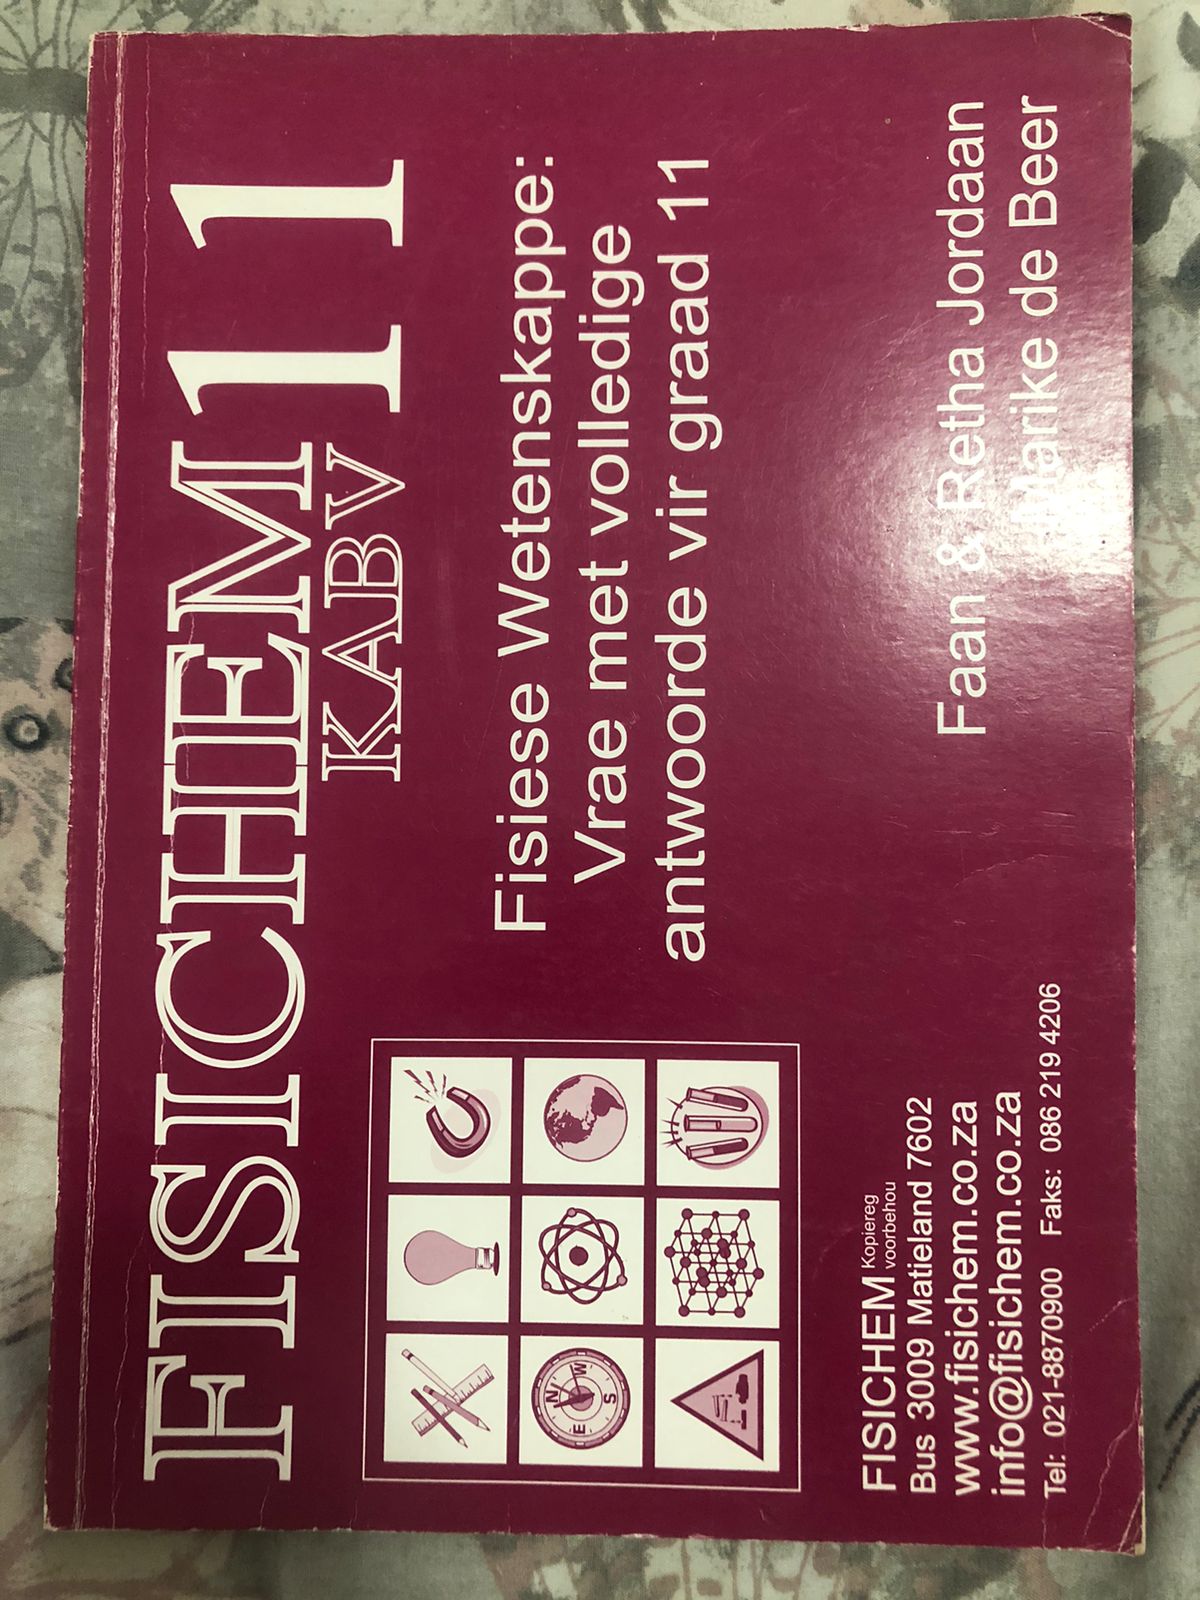 FISICHEM 11
KABV
Fisiese Wetenskappe:
Vrae met volledige
antwoorde vir graad 11
N
E
W
S
Faan & Retha Jordaan
Marike de Beer
FISICHEM Kopiereg voorbehou
Bus 3009 Matieland 7602
www.fisichem.co.za
info@fisichem.co.za
Tel: 021-8870900 Faks: 086 219 4206